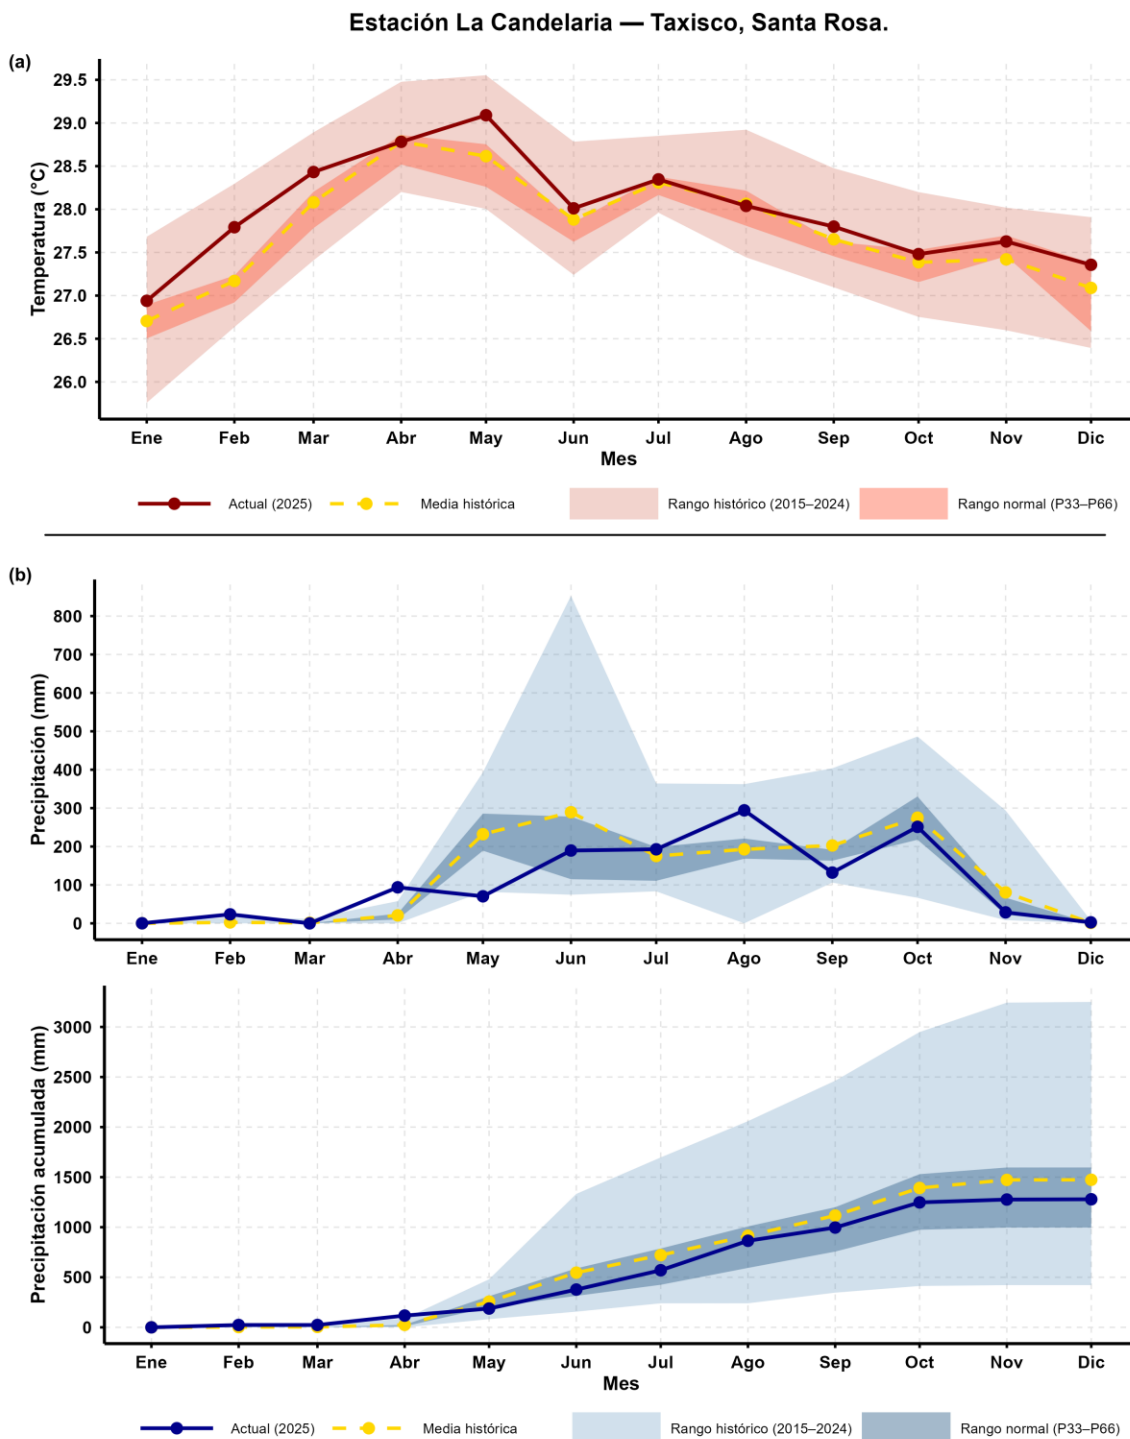 Estación La Candelaria — Taxisco, Santa Rosa.
(a)
Temperatura (°C)
29.5
29.0
28.5
28.0
27.5
27.0
26.5
26.0
Ene Feb Mar Abr May Jun Jul Ago Sep Oct Nov Dic
Mes
Actual (2025) Media histórica Rango histórico (2015–2024) Rango normal (P33–P66)
(b)
Precipitación (mm)
800
700
600
500
400
300
200
100
0
Ene Feb Mar Abr May Jun Jul Ago Sep Oct Nov Dic
Precipitación acumulada (mm)
3000
2500
2000
1500
1000
500
0
Ene Feb Mar Abr May Jun Jul Ago Sep Oct Nov Dic
Mes
Actual (2025) Media histórica Rango histórico (2015–2024) Rango normal (P33–P66)